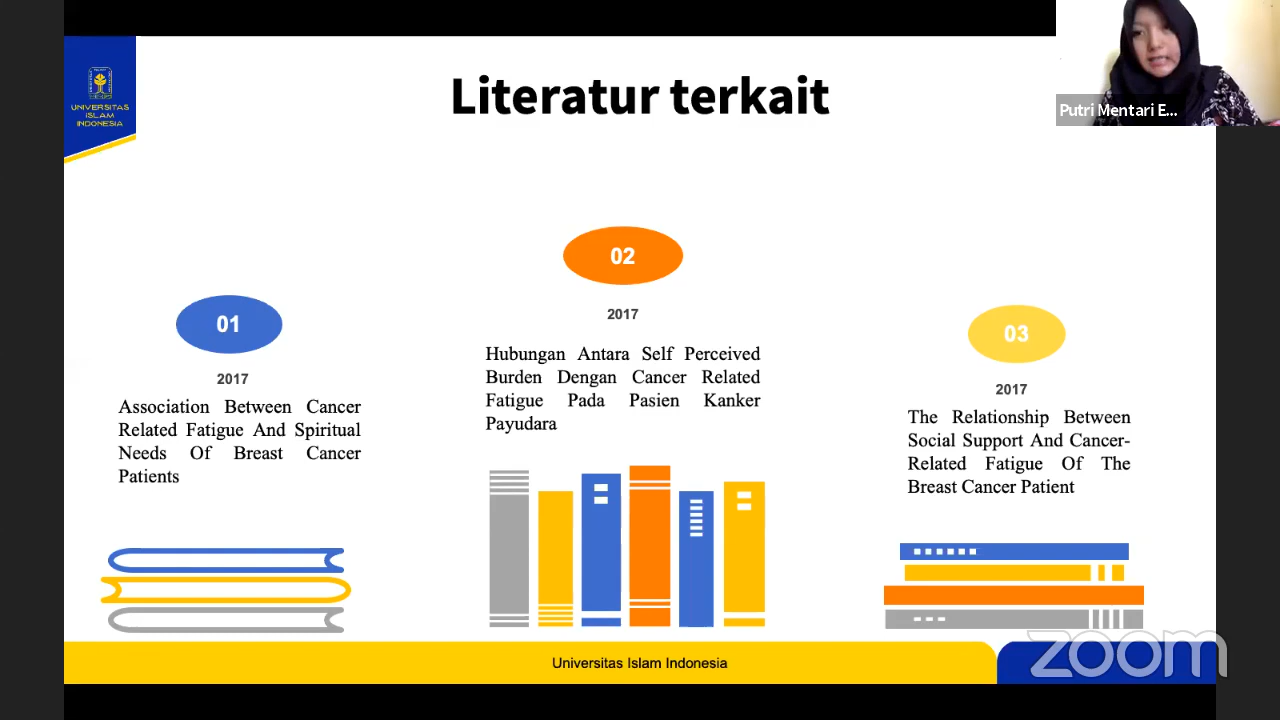 UNIVERSITAS
ISLAM
INDONESIA
Literatur terkait
Putri Mentari E...
01
2017
Association Between Cancer
Related Fatigue And Spiritual
Needs Of Breast Cancer
Patients
02
2017
Hubungan Antara Self Perceived
Burden Dengan Cancer Related
Fatigue Pada Pasien Kanker
Payudara
03
2017
The Relationship Between
Social Support And Cancer-
Related Fatigue Of The
Breast Cancer Patient
Universitas Islam Indonesia
zoom